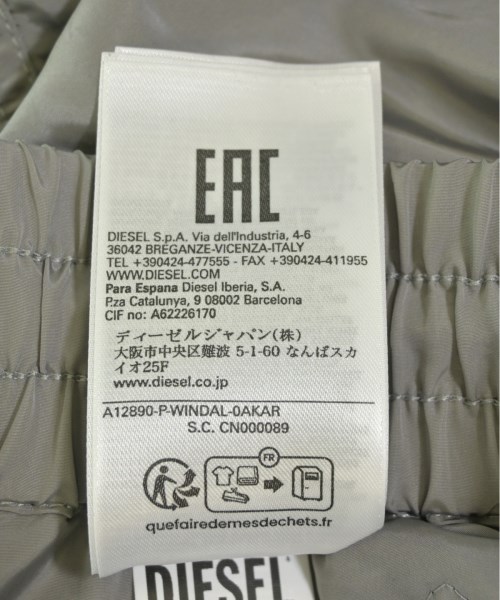 EAC
DIESEL S.p.A. Via dell'Industria, 4-6
36042 BREGANZE-VICENZA-ITALY
TEL +390424-477555 - FAX +390424-411955
WWW.DIESEL.COM
Para Espana Diesel Iberia, S.A.
P.za Catalunya, 9 08002 Barcelona
CIF no: A62226170
ディーゼルジャパン(株)
大阪市中央区難波 5-1-60 なんばスカ
イオ25F
www.diesel.co.jp
A12890-P-WINDAL-0AKAR
S.C. CN000089
FR
quefairedemesdechets.fr
DIESEL